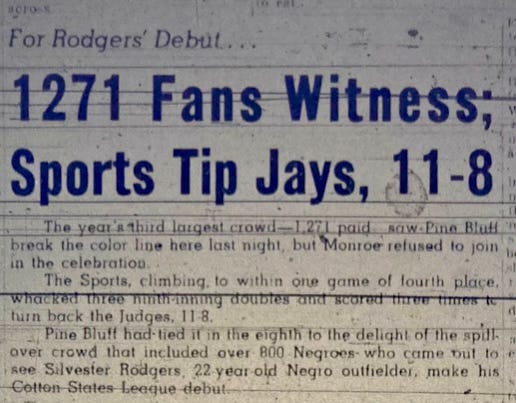 across.
For Rodgers' Debut...
1271 Fans Witness;
Sports Tip Jays, 11-8
The year's third largest crowd—1,271 paid saw Pine Bluff
break the color line here last night, but Monroe refused to join
in the celebration.
The Sports, climbing to within one game of fourth place,
whacked three ninth-inning doubles and scored three times to
turn back the Judges, 11-8.
Pine Bluff had tied it in the eighth to the delight of the spill-
over crowd that included over 800 Negroes who came out to
see Silvester Rodgers, 22-year-old Negro outfielder, make his
Cotton States League debut.